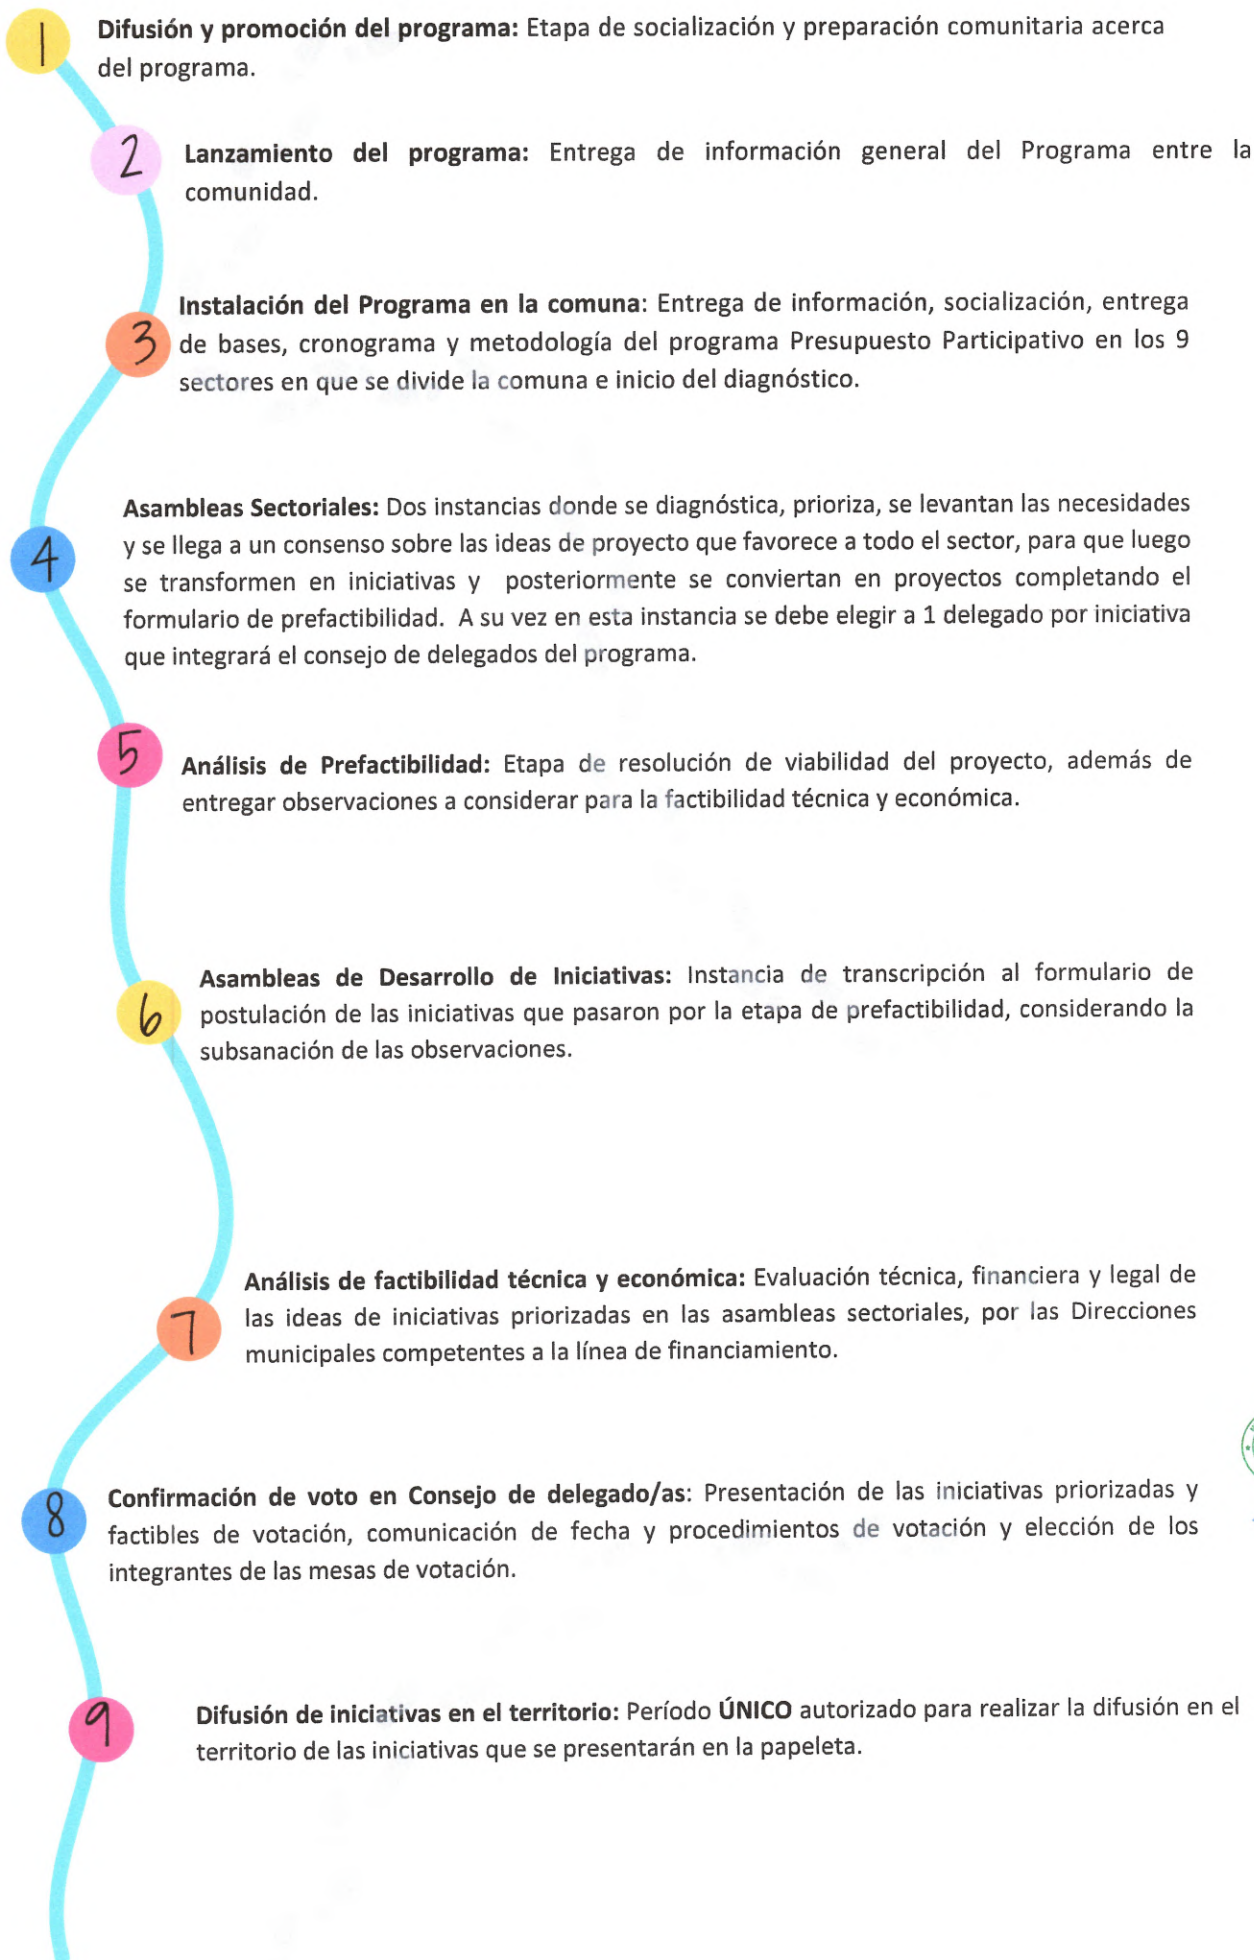 1
Difusión y promoción del programa: Etapa de socialización y preparación comunitaria acerca
del programa.
2
Lanzamiento del programa: Entrega de información general del Programa entre la
comunidad.
3
Instalación del Programa en la comuna: Entrega de información, socialización, entrega
de bases, cronograma y metodología del programa Presupuesto Participativo en los 9
sectores en que se divide la comuna e inicio del diagnóstico.
4
Asambleas Sectoriales: Dos instancias donde se diagnóstica, prioriza, se levantan las necesidades
y se llega a un consenso sobre las ideas de proyecto que favorece a todo el sector, para que luego
se transformen en iniciativas y posteriormente se conviertan en proyectos completando el
formulario de prefactibilidad. A su vez en esta instancia se debe elegir a 1 delegado por iniciativa
que integrará el consejo de delegados del programa.
5
Análisis de Prefactibilidad: Etapa de resolución de viabilidad del proyecto, además de
entregar observaciones a considerar para la factibilidad técnica y económica.
6
Asambleas de Desarrollo de Iniciativas: Instancia de transcripción al formulario de
postulación de las iniciativas que pasaron por la etapa de prefactibilidad, considerando la
subsanación de las observaciones.
7
Análisis de factibilidad técnica y económica: Evaluación técnica, financiera y legal de
las ideas de iniciativas priorizadas en las asambleas sectoriales, por las Direcciones
municipales competentes a la línea de financiamiento.
8
Confirmación de voto en Consejo de delegado/as: Presentación de las iniciativas priorizadas y
factibles de votación, comunicación de fecha y procedimientos de votación y elección de los
integrantes de las mesas de votación.
9
Difusión de iniciativas en el territorio: Período ÚNICO autorizado para realizar la difusión en el
territorio de las iniciativas que se presentarán en la papeleta.